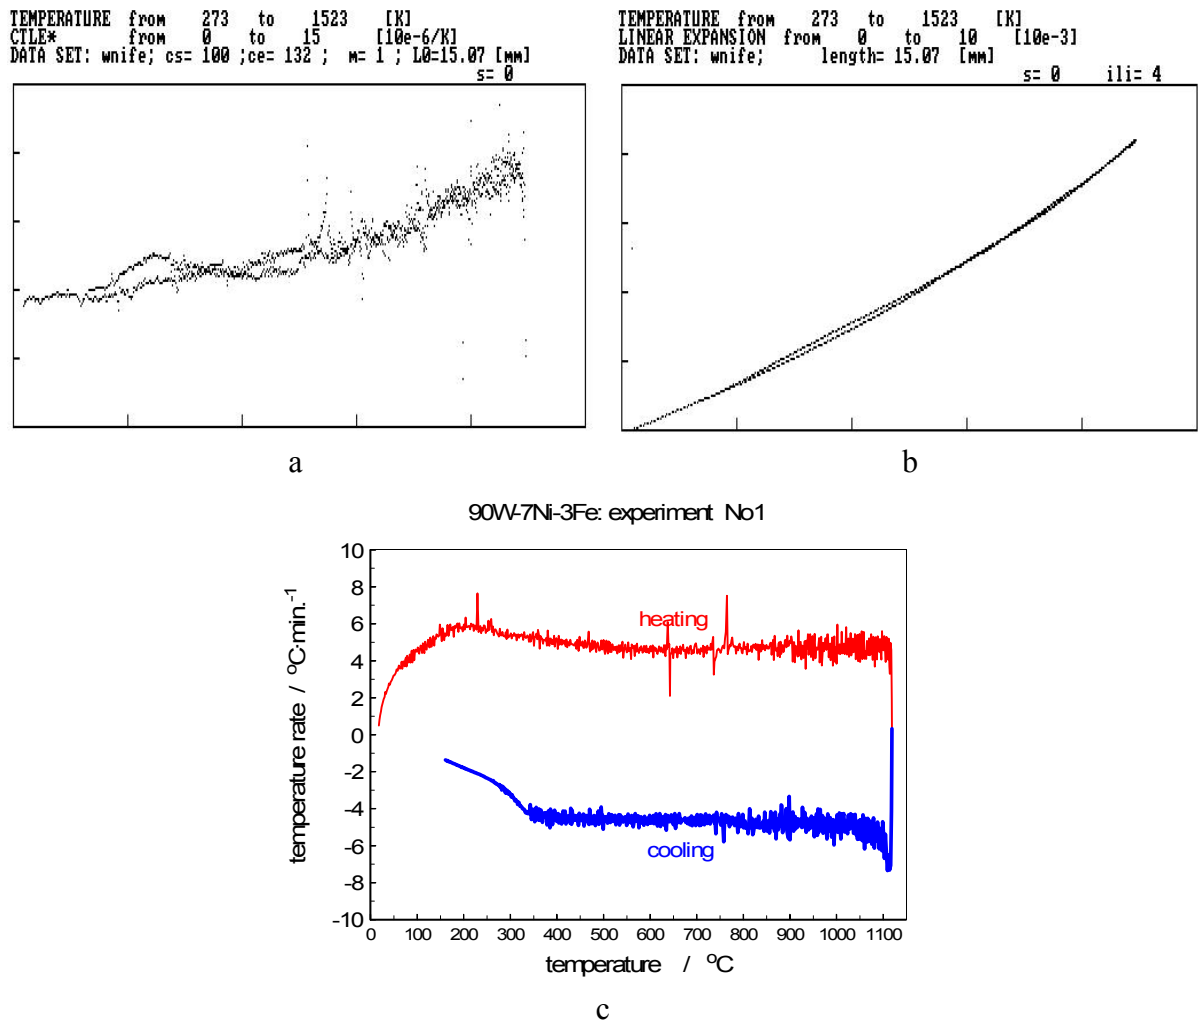 TEMPERATURE from 273 to 1523 [K]
CTLE* from 0 to 15 [10e-6/K]
DATA SET: wnife; cs= 100 ;ce= 132 ; m= 1 ; L0=15.07 [mm]
s= 0
a
TEMPERATURE from 273 to 1523 [K]
LINEAR EXPANSION from 0 to 10 [10e-3]
DATA SET: wnife; length= 15.07 [mm]
s= 0 ili= 4
b
90W-7Ni-3Fe: experiment No1
10
8
6
4
2
0
-2
-4
-6
-8
-10
temperature rate / °C·min.⁻¹
heating
cooling
0 100 200 300 400 500 600 700 800 900 1000 1100
temperature / °C
c